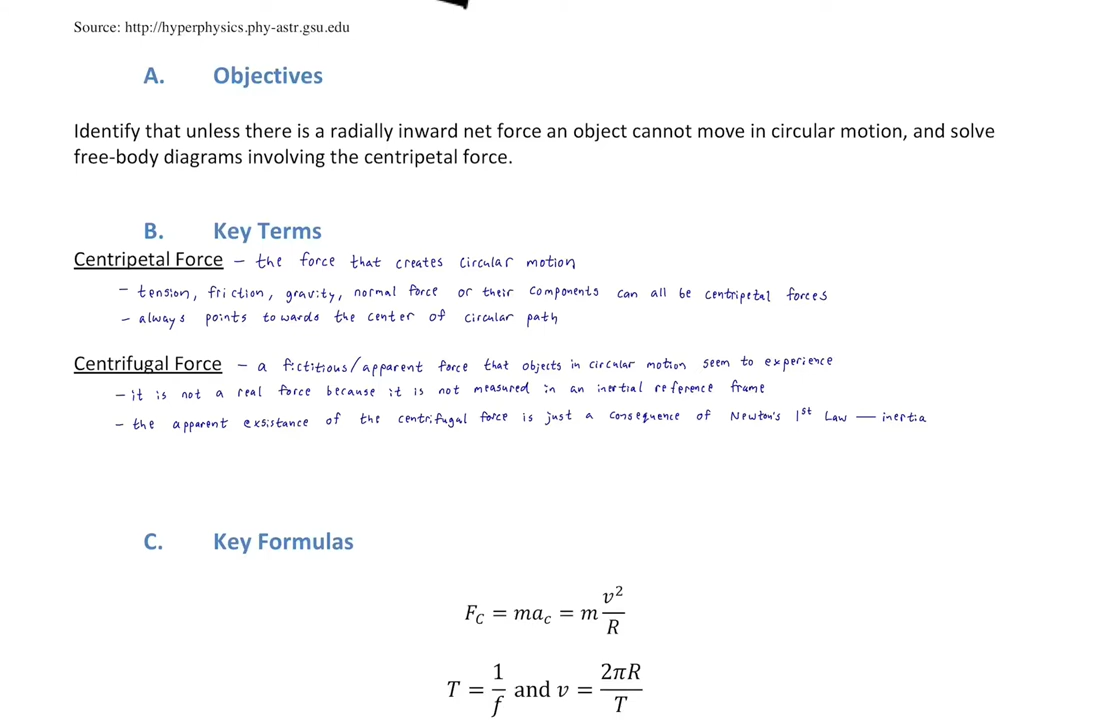 Source: http://hyperphysics.phy-astr.gsu.edu
A. Objectives
Identify that unless there is a radially inward net force an object cannot move in circular motion, and solve
free-body diagrams involving the centripetal force.
B. Key Terms
Centripetal Force – the force that creates circular motion
- tension, friction, gravity, normal force or their components can all be centripetal forces
- always points towards the center of circular path
Centrifugal Force - a fictitious/apparent force that objects in circular motion seem to experience
- it is not a real force because it is not measured in an inertial reference frame
- the apparent exsistance of the centrifugal force is just a consequence of Newton's 1st Law — inertia
C. Key Formulas
F_C = ma_c = m v²/R
T = 1/f and v = 2πR/T